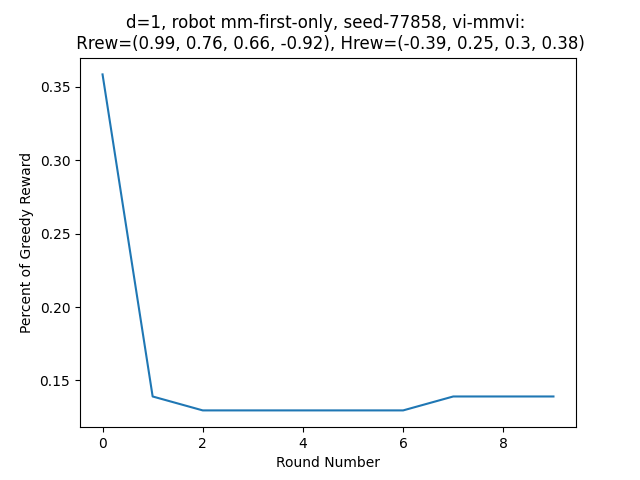 d=1, robot mm-first-only, seed-77858, vi-mmvi:
Rrew=(0.99, 0.76, 0.66, -0.92), Hrew=(-0.39, 0.25, 0.3, 0.38)
Percent of Greedy Reward
0.35
0.30
0.25
0.20
0.15
0 2 4 6 8
Round Number